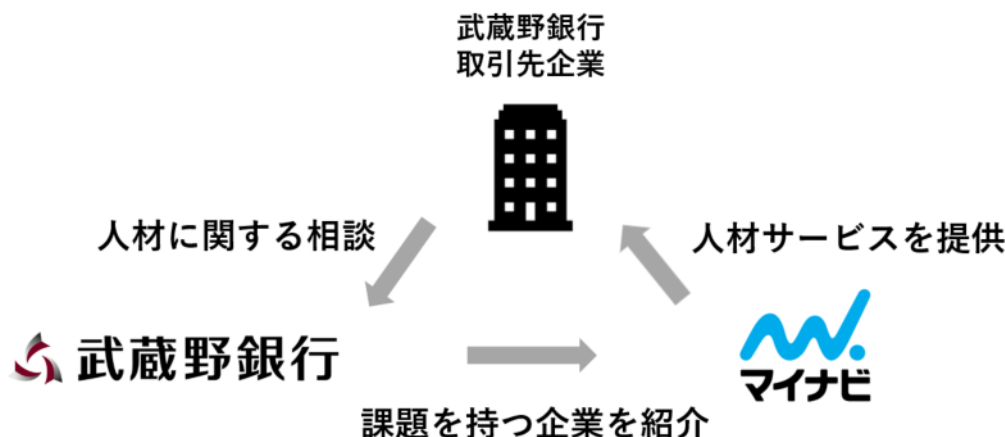 武蔵野銀行
取引先企業
人材に関する相談
人材サービスを提供
武蔵野銀行
マイナビ
課題を持つ企業を紹介